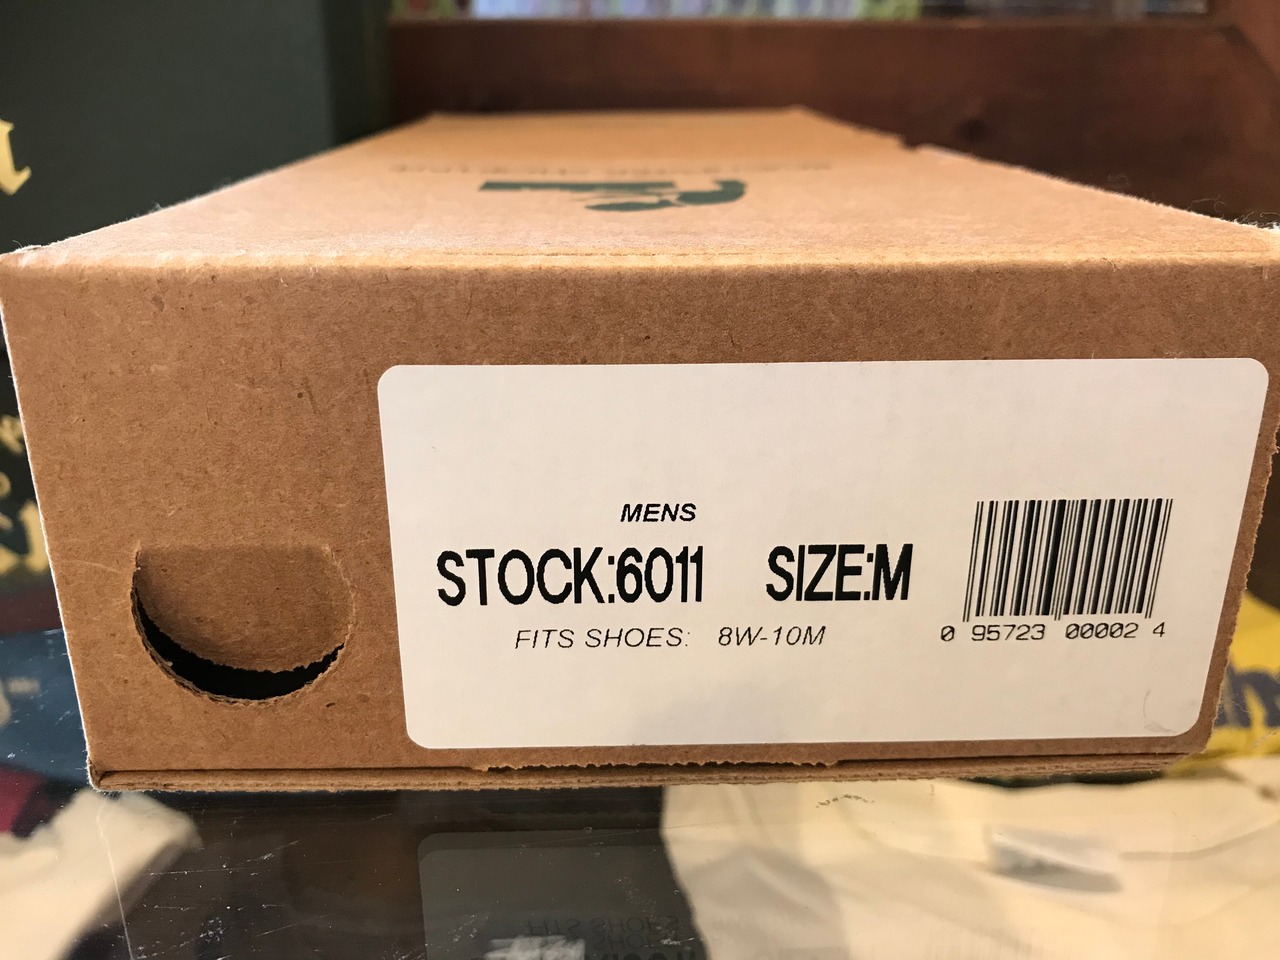 MENS
STOCK:6011 SIZE:M
FITS SHOES: 8W-10M
0 95723 00002 4